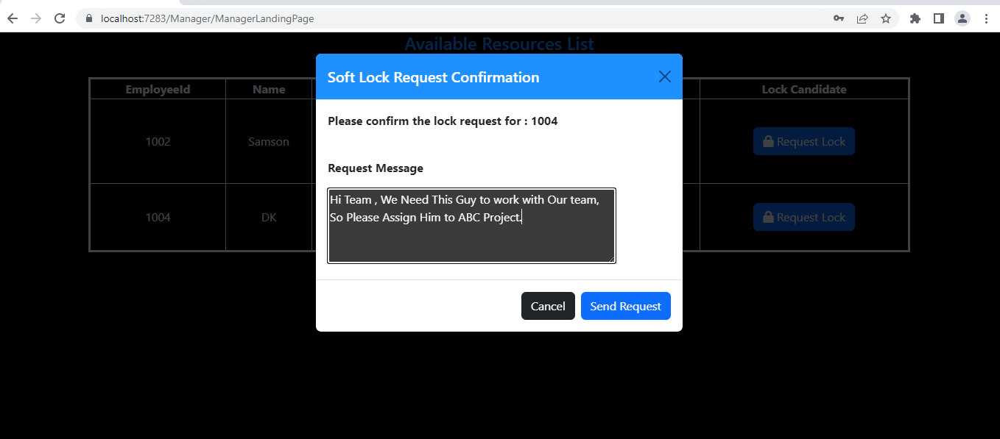 localhost:7283/Manager/ManagerLandingPage
Available Resources List
Soft Lock Request Confirmation
EmployeeId Name Lock Candidate
Please confirm the lock request for : 1004
1002 Samson Request Lock
Request Message
Hi Team , We Need This Guy to work with Our team,
So Please Assign Him to ABC Project.
1004 DK Request Lock
Cancel Send Request